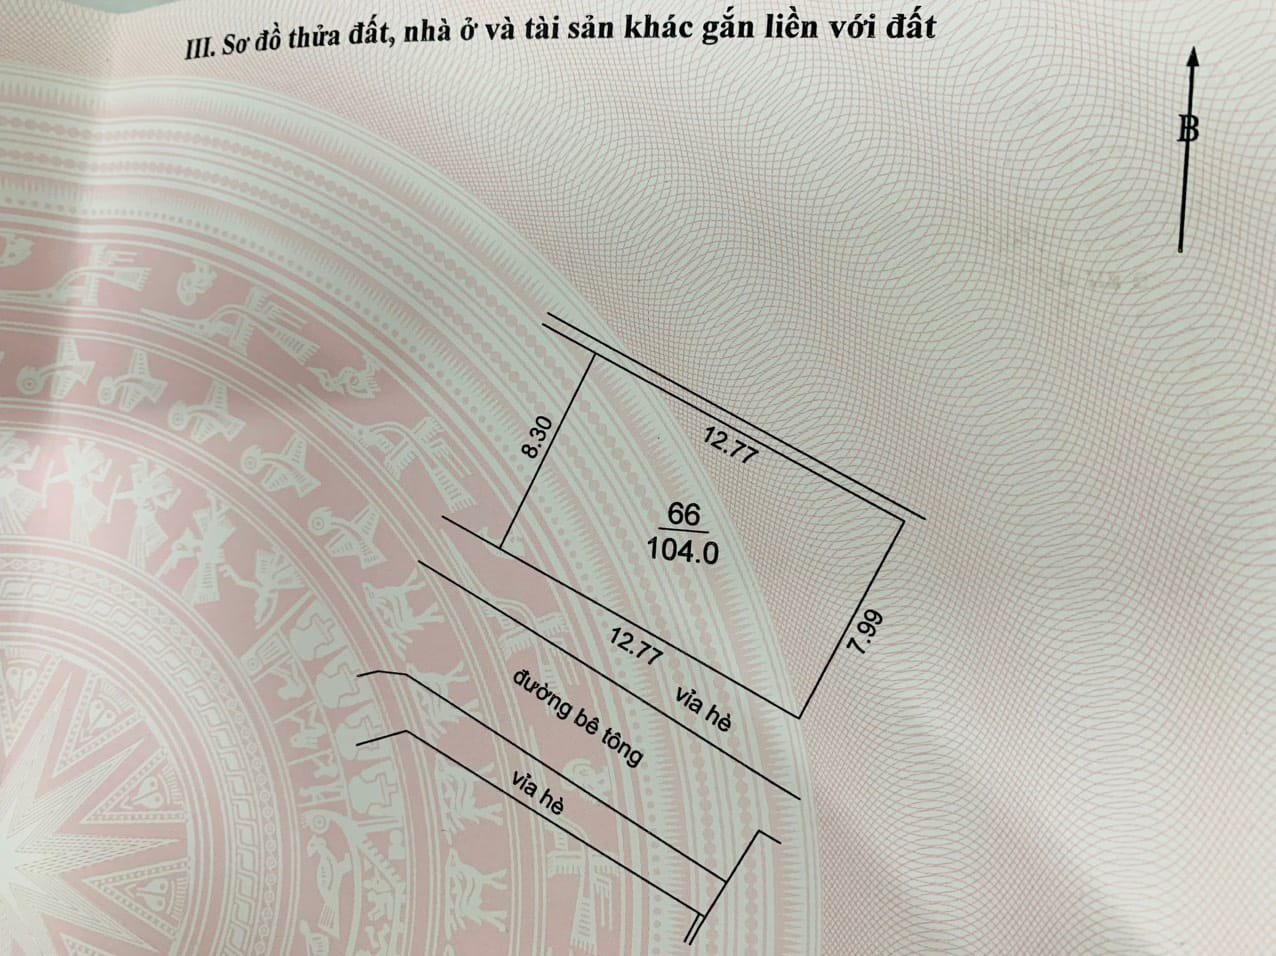 III. Sơ đồ thửa đất, nhà ở và tài sản khác gắn liền với đất
B
8.30
12.77
66
104.0
7.99
12.77
vỉa hè
đường bê tông
vỉa hè